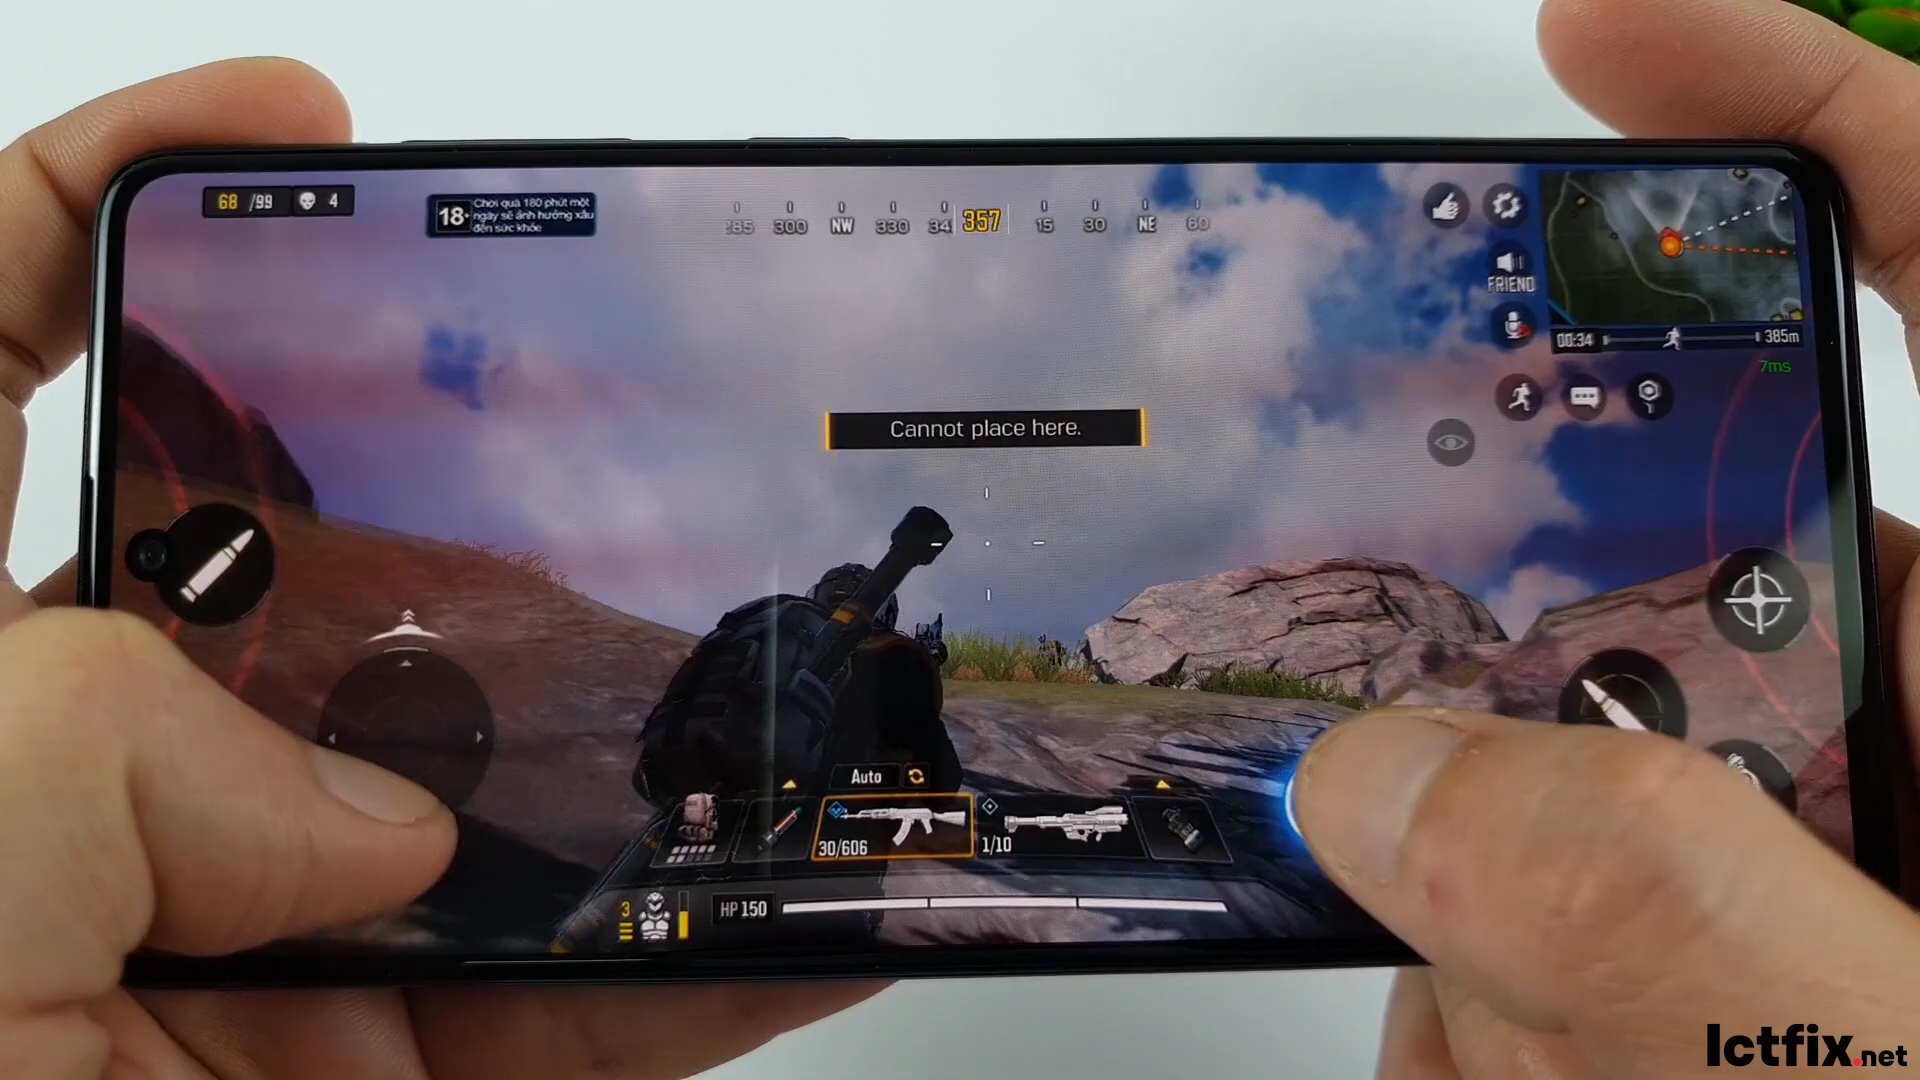 68 /99 4
18+ Chơi quá 180 phút một
ngày sẽ ảnh hưởng xấu
đến sức khỏe
285 300 NW 330 34 357 15 30 NE 60
FRIEND
00:34 385m
7ms
Cannot place here.
Auto
30/606
1/10
3
HP 150
Ictfix.net